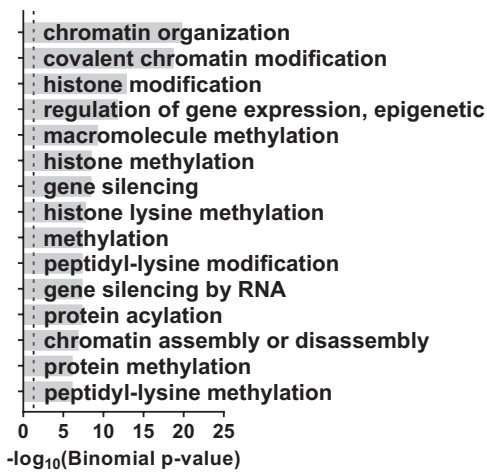 chromatin organization
covalent chromatin modification
histone modification
regulation of gene expression, epigenetic
macromolecule methylation
histone methylation
gene silencing
histone lysine methylation
methylation
peptidyl-lysine modification
gene silencing by RNA
protein acylation
chromatin assembly or disassembly
protein methylation
peptidyl-lysine methylation
0 5 10 15 20 25
-log₁₀(Binomial p-value)